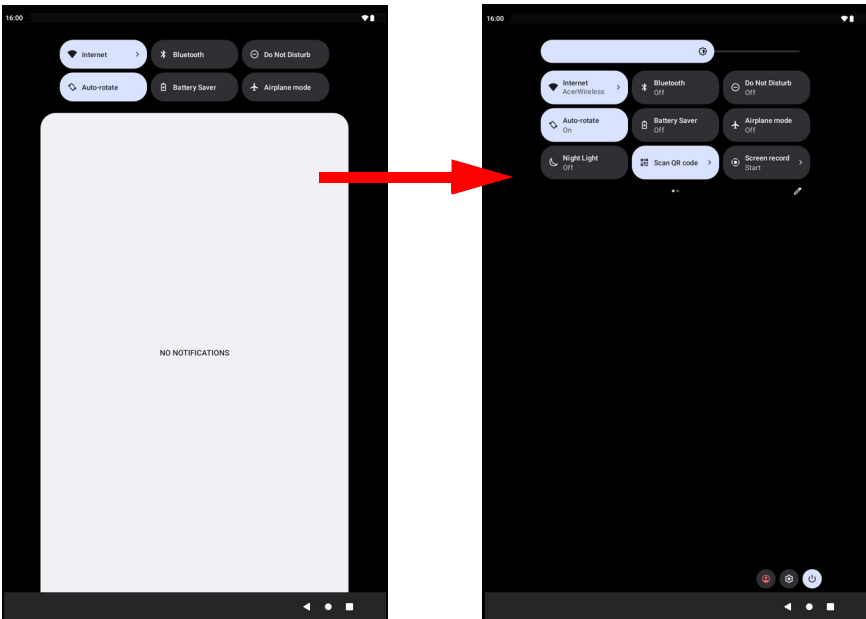 16:00
Internet
Bluetooth
Do Not Disturb
Auto-rotate
Battery Saver
Airplane mode
NO NOTIFICATIONS
16:00
Internet
AcerWireless
Bluetooth
Off
Do Not Disturb
Off
Auto-rotate
On
Battery Saver
Off
Airplane mode
Off
Night Light
Off
Scan QR code
Screen record
Start